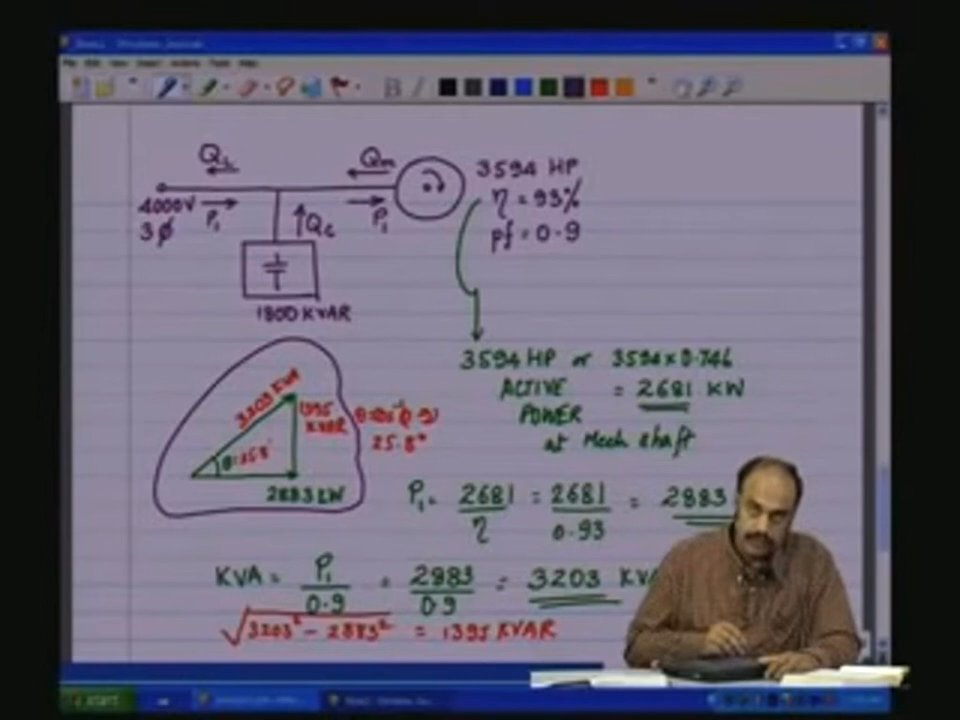 QL
Qm
3594 HP
η = 93%
pf = 0.9
4000V
3Ø
P1
Qc
P1
1800 KVAR
3594 HP or 3594 × 0.746
ACTIVE POWER at Mech shaft
= 2681 KW
3203 KVA
1395 KVAR
25.8°
2883 KW
P1 = 2681/η = 2681/0.93 = 2883
KVA = P1/0.9 = 2883/0.9 = 3203 KVA
√3203² - 2883² = 1395 KVAR